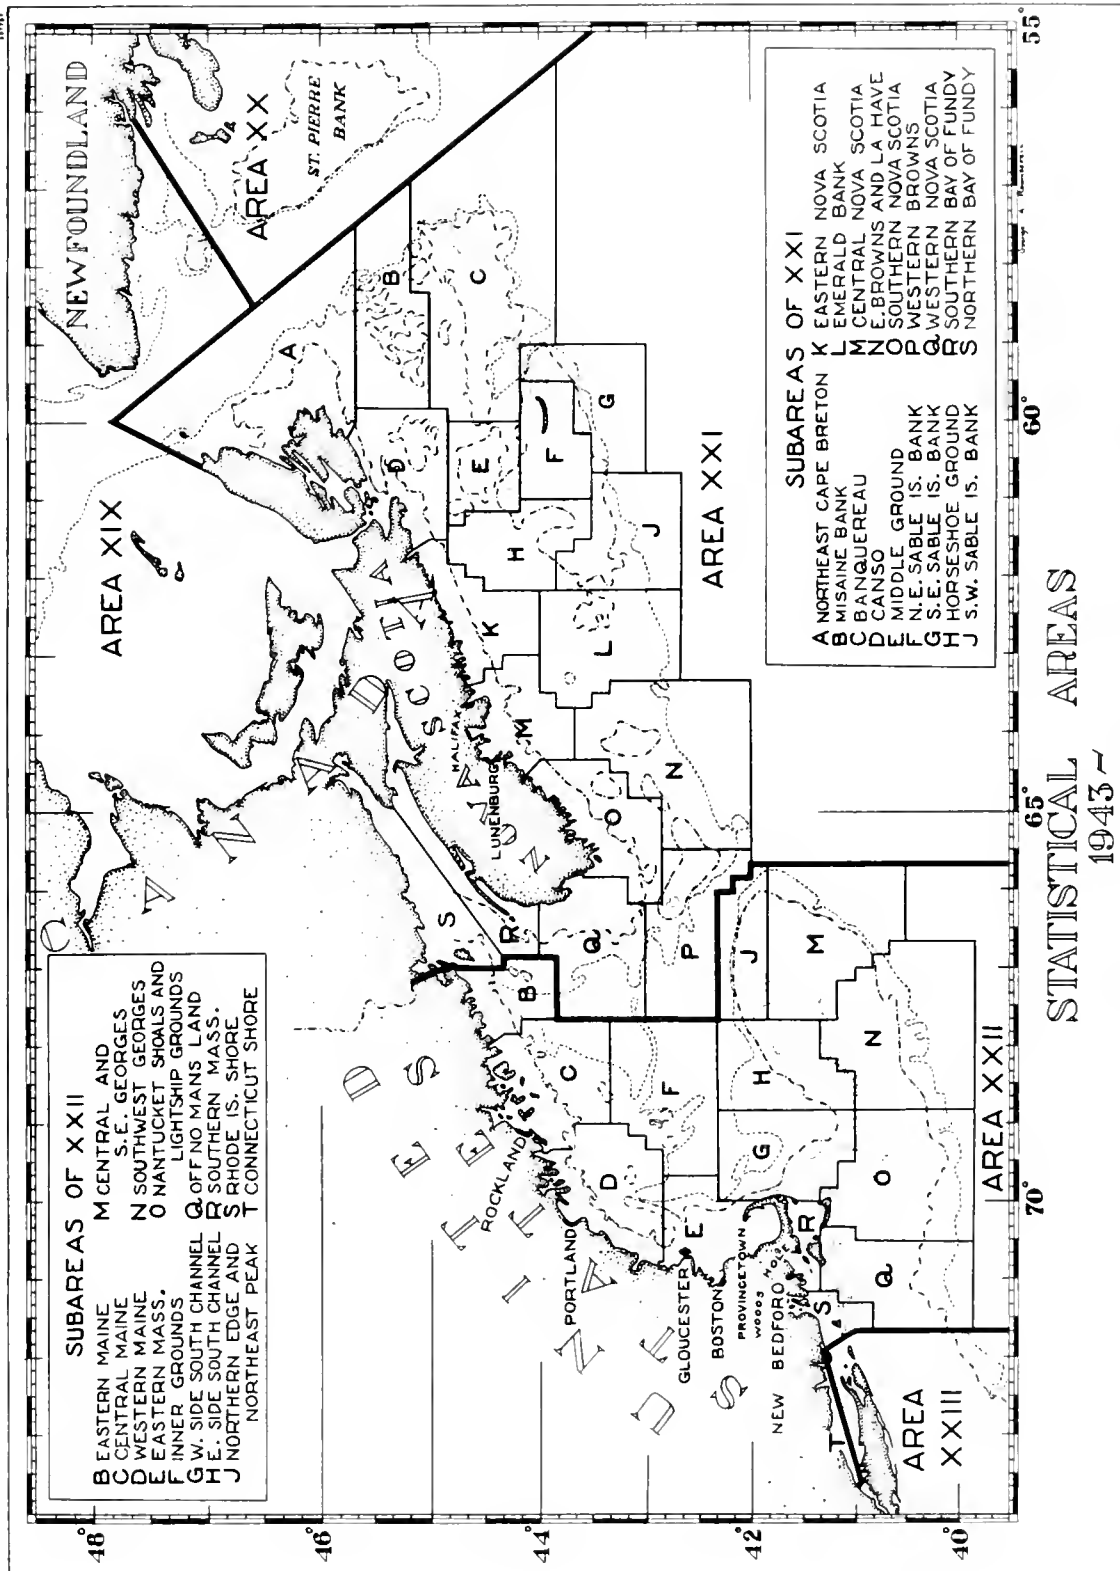 SUBAREAS OF XXII
B EASTERN MAINE
C CENTRAL MAINE
D WESTERN MAINE
E EASTERN MASS.
F INNER GROUNDS
G W. SIDE SOUTH CHANNEL
H E. SIDE SOUTH CHANNEL
J NORTHERN EDGE AND
NORTHEAST PEAK
M CENTRAL AND
S.E. GEORGES
N SOUTHWEST GEORGES
O NANTUCKET SHOALS AND
LIGHTSHIP GROUNDS
Q OFF NO MANS LAND
R SOUTHERN MASS.
S RHODE IS. SHORE
T CONNECTICUT SHORE
NEWFOUNDLAND
AREA XX
ST. PIERRE
BANK
AREA XIX
CANADA
NOVA SCOTIA
HALIFAX
LUNENBURG
UNITED STATES
ROCKLAND
PORTLAND
GLOUCESTER
BOSTON
PROVINCETOWN
WOODS HOLE
NEW BEDFORD
A
B
C
D
E
F
G
H
J
K
L
M
N
O
P
Q
R
S
AREA XXI
B
C
D
E
F
G
H
J
M
N
O
Q
R
S
T
AREA XXII
AREA
XXIII
SUBAREAS OF XXI
A NORTHEAST CAPE BRETON
B MISAINE BANK
C BANQUEREAU
D CANSO
E MIDDLE GROUND
F N.E. SABLE IS. BANK
G S.E. SABLE IS. BANK
H HORSESHOE GROUND
J S.W. SABLE IS. BANK
K EASTERN NOVA SCOTIA
L EMERALD BANK
M CENTRAL NOVA SCOTIA
N E. BROWNS AND LA HAVE
O SOUTHERN NOVA SCOTIA
P WESTERN BROWNS
Q WESTERN NOVA SCOTIA
R SOUTHERN BAY OF FUNDY
S NORTHERN BAY OF FUNDY
48°
46°
44°
42°
40°
70°
65°
60°
55°
STATISTICAL AREAS
1943~